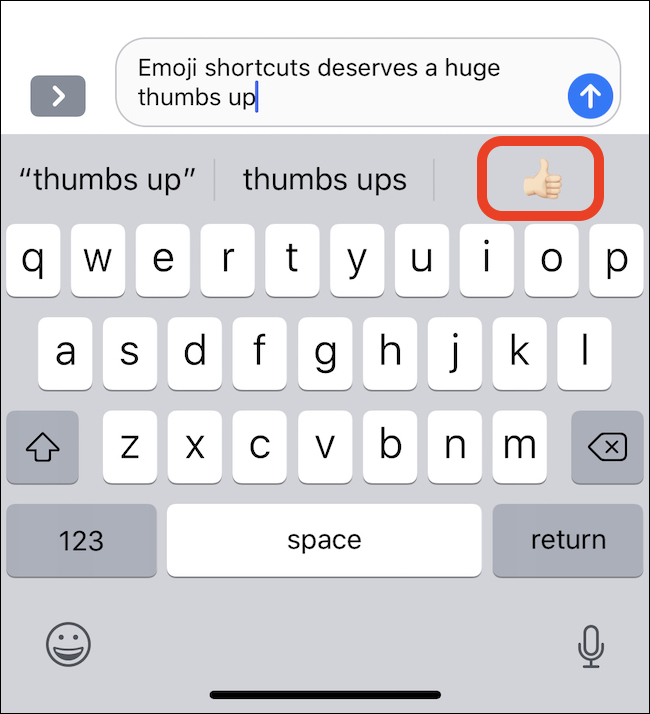 Emoji shortcuts deserves a huge
thumbs up
“thumbs up” thumbs ups 👍🏻
q w e r t y u i o p
a s d f g h j k l
z x c v b n m
123 space return